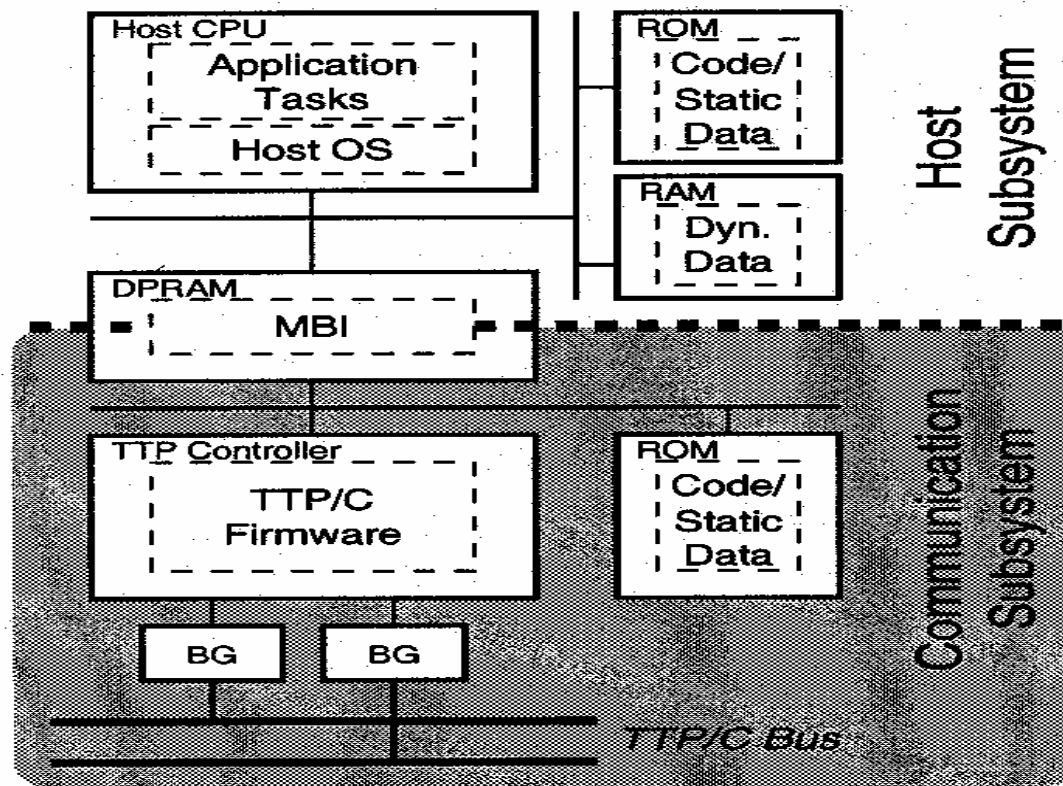 Host CPU
Application
Tasks
Host OS
ROM
Code/
Static
Data
RAM
Dyn.
Data
Host
Subsystem
DPRAM
MBI
TTP Controller
TTP/C
Firmware
ROM
Code/
Static
Data
Communication
Subsystem
BG
BG
TTP/C Bus